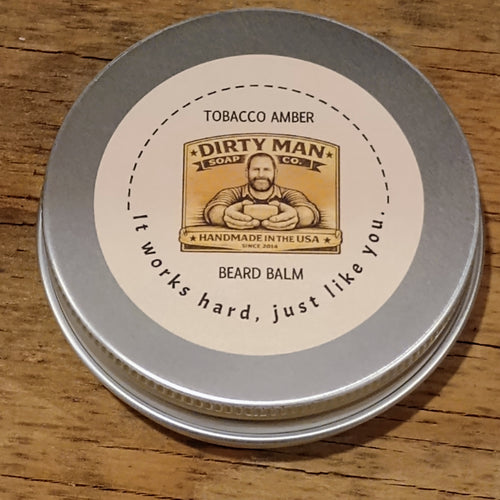 TOBACCO AMBER
DIRTY MAN
SOAP CO.
HANDMADE IN THE USA
SINCE 2014
BEARD BALM
It works hard, just like you.